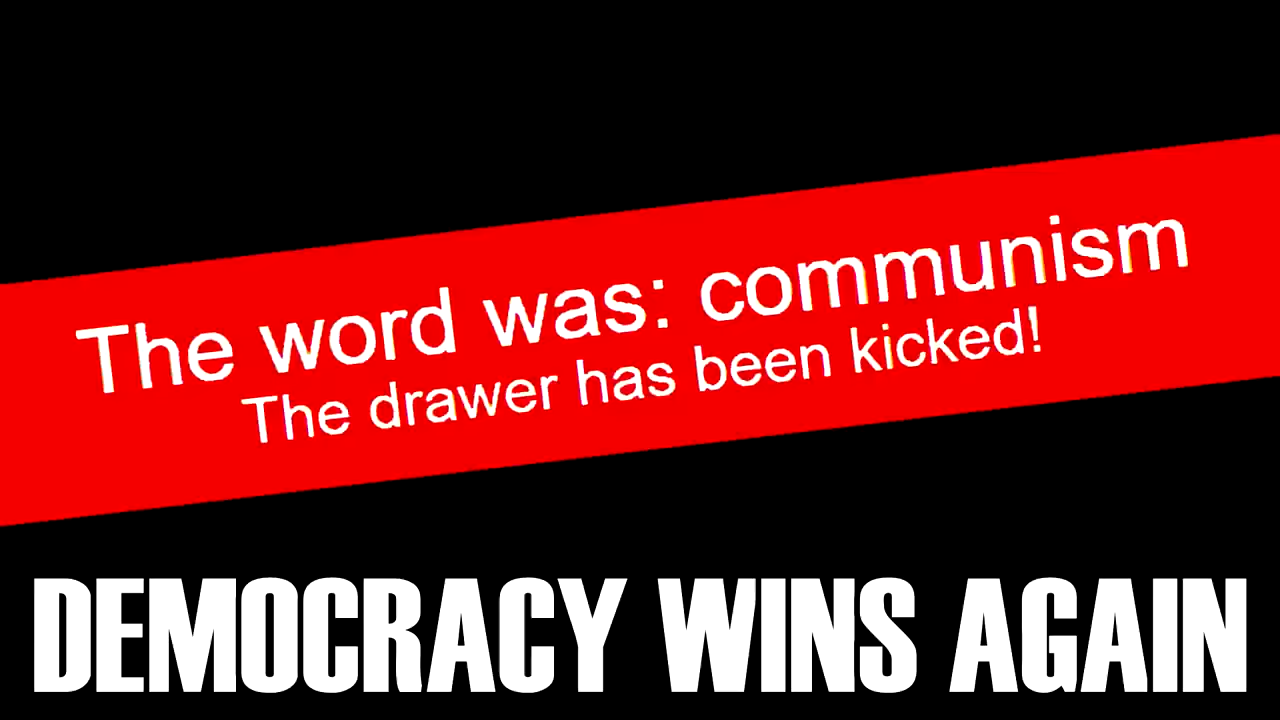 The word was: communism
The drawer has been kicked!
DEMOCRACY WINS AGAIN